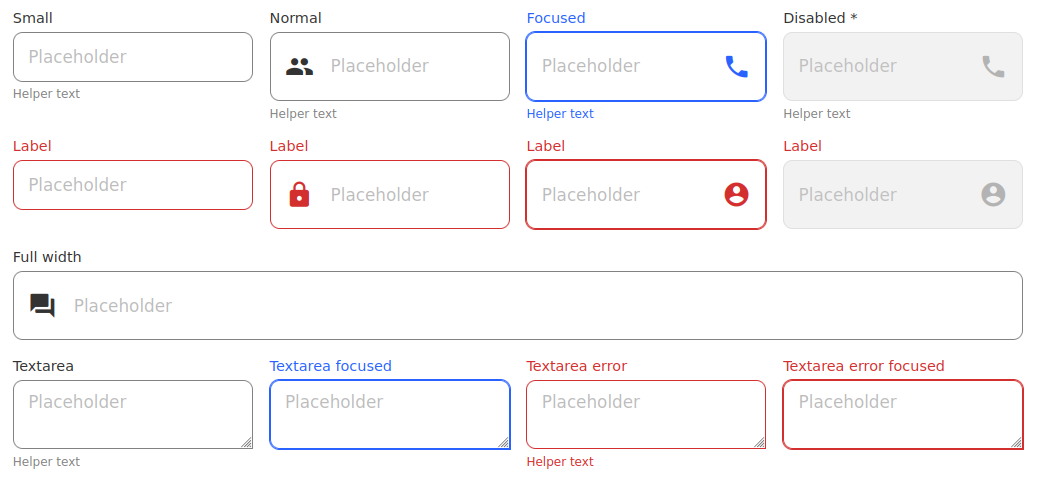 Small
Normal
Focused
Disabled *
Placeholder
Placeholder
Placeholder
Placeholder
Helper text
Helper text
Helper text
Helper text
Label
Label
Label
Label
Placeholder
Placeholder
Placeholder
Placeholder
Full width
Placeholder
Textarea
Textarea focused
Textarea error
Textarea error focused
Placeholder
Placeholder
Placeholder
Placeholder
Helper text
Helper text